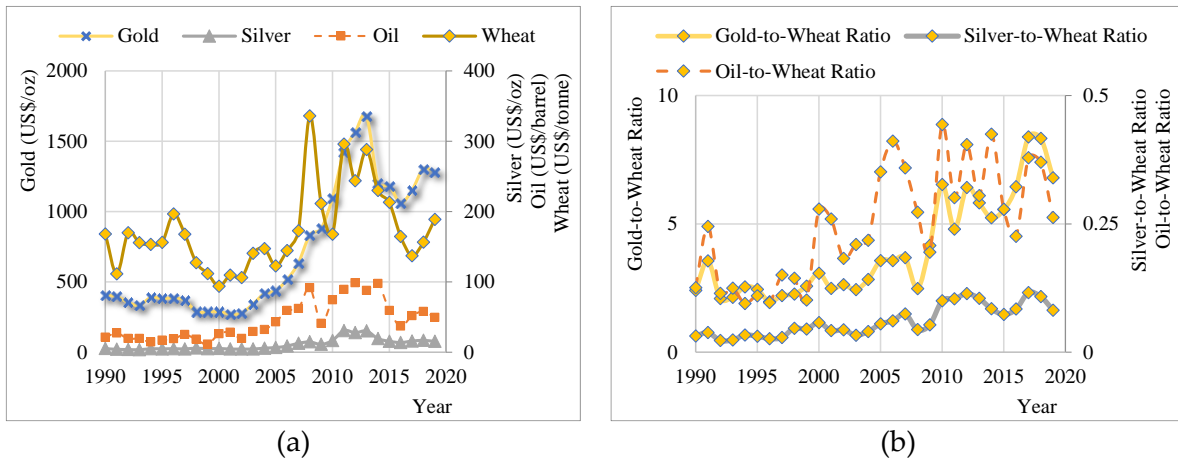 Gold Silver Oil Wheat
2000 400
1500 300
1000 200
500 100
0 0
Gold (US$/oz)
Silver (US$/oz)
Oil (US$/barrel)
Wheat (US$/tonne)
1990 1995 2000 2005 2010 2015 2020
Year
(a)
Gold-to-Wheat Ratio Silver-to-Wheat Ratio
Oil-to-Wheat Ratio
10 0.5
5 0.25
0 0
Gold-to-Wheat Ratio
Silver-to-Wheat Ratio
Oil-to-Wheat Ratio
1990 1995 2000 2005 2010 2015 2020
Year
(b)